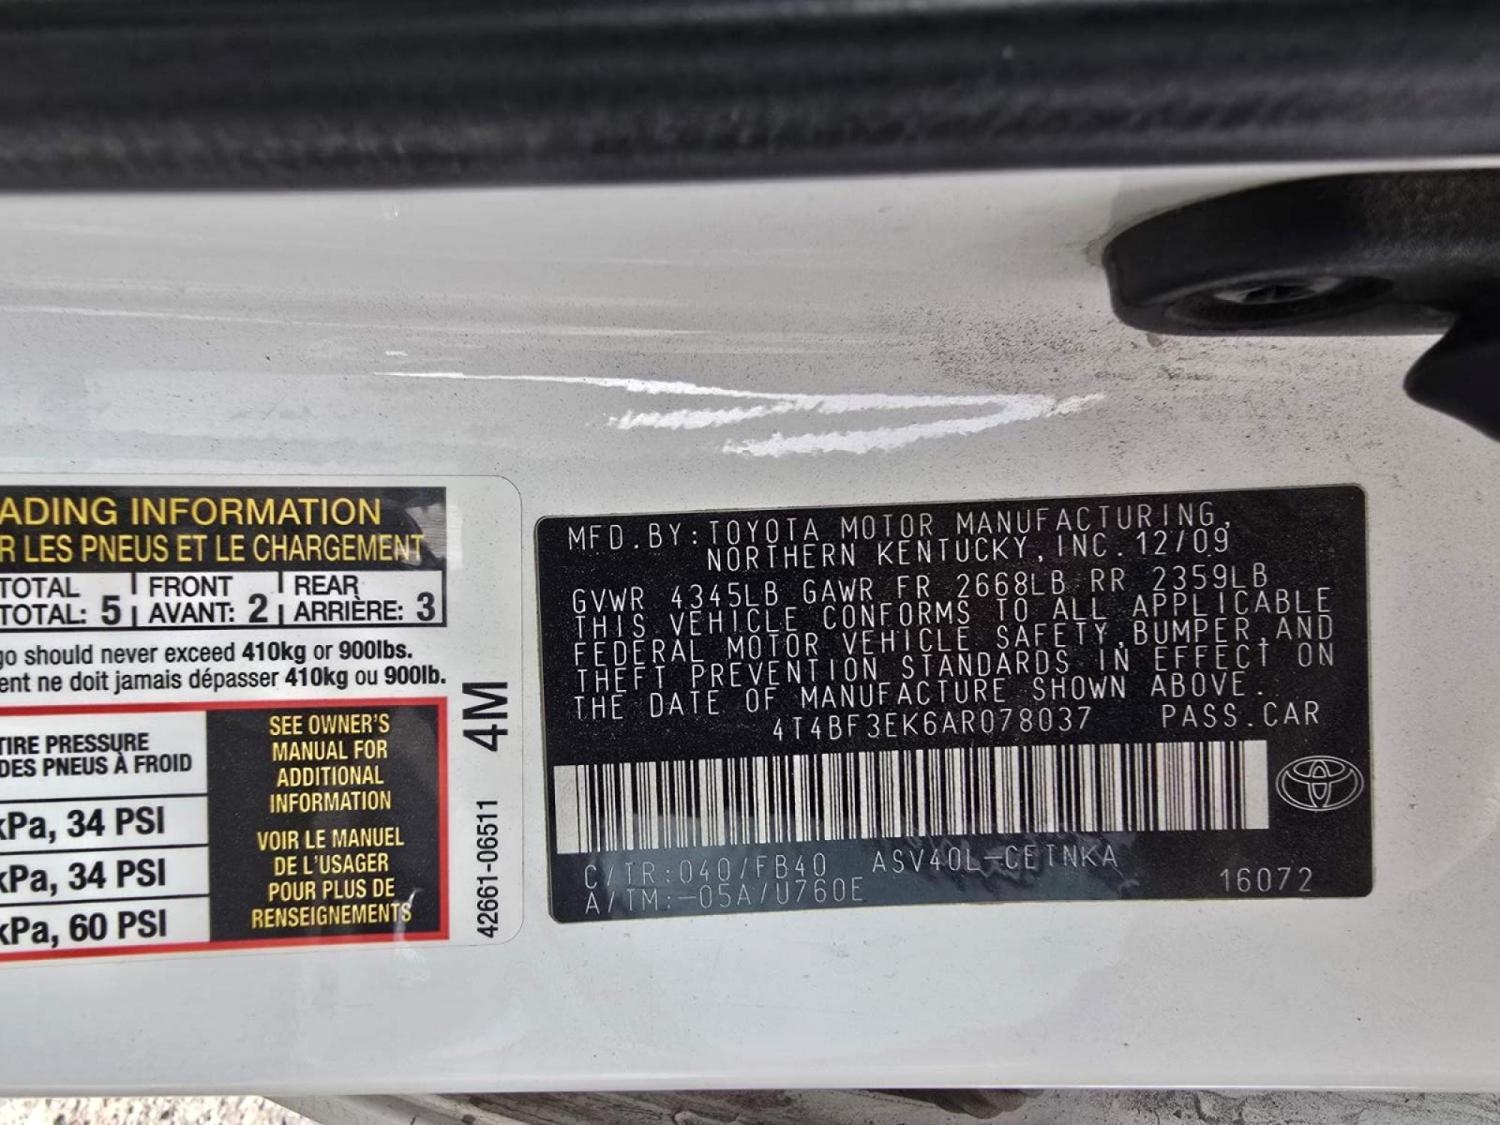 ADING INFORMATION
R LES PNEUS ET LE CHARGEMENT
TOTAL FRONT REAR
TOTAL: 5 AVANT: 2 ARRIÈRE: 3
go should never exceed 410kg or 900lbs.
ent ne doit jamais dépasser 410kg ou 900lb.
TIRE PRESSURE
DES PNEUS À FROID
kPa, 34 PSI
kPa, 34 PSI
kPa, 60 PSI
SEE OWNER'S
MANUAL FOR
ADDITIONAL
INFORMATION
VOIR LE MANUEL
DE L'USAGER
POUR PLUS DE
RENSEIGNEMENTS
42661-06511 4M
MFD.BY:TOYOTA MOTOR MANUFACTURING,
NORTHERN KENTUCKY,INC.12/09
GVWR 4345LB GAWR FR 2668LB RR 2359LB
THIS VEHICLE CONFORMS TO ALL APPLICABLE
FEDERAL MOTOR VEHICLE SAFETY,BUMPER,AND
THEFT PREVENTION STANDARDS IN EFFECT ON
THE DATE OF MANUFACTURE SHOWN ABOVE.
4T4BF3EK6AR078037 PASS.CAR
C/TR:040/FB40 ASV40L-CETNKA
A/TM:-05A/U760E 16072